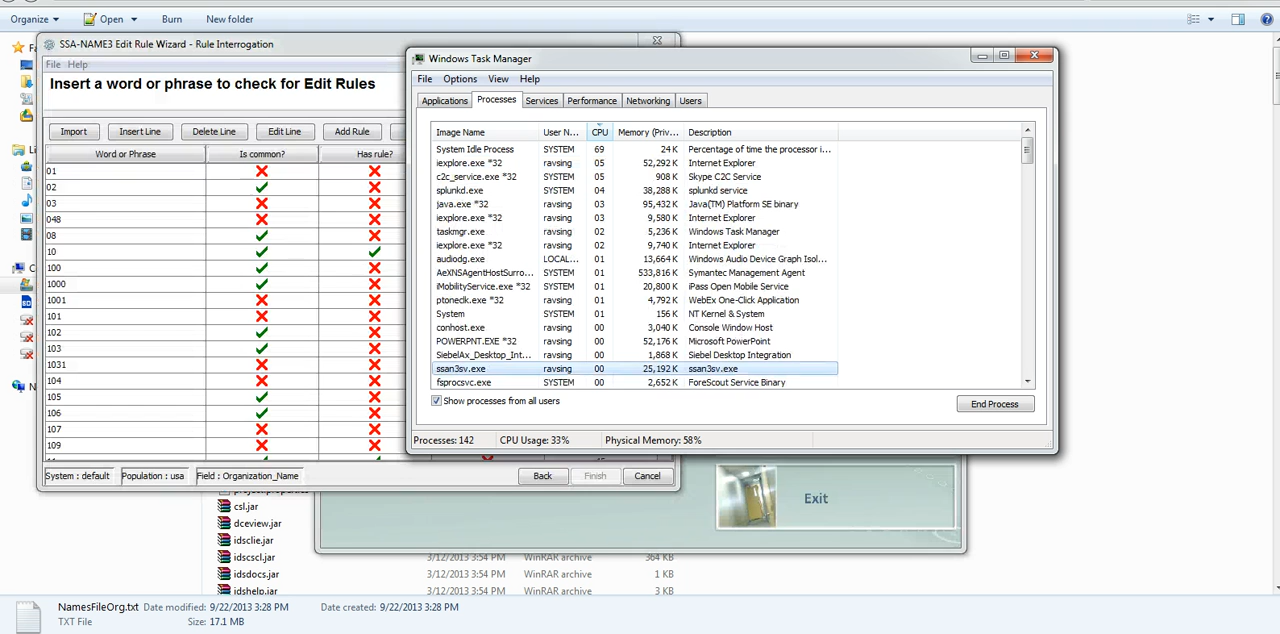 Organize
Open
Burn
New folder
SSA-NAME3 Edit Rule Wizard - Rule Interrogation
File Help
Insert a word or phrase to check for Edit Rules
Import
Insert Line
Delete Line
Edit Line
Add Rule
Word or Phrase
Is common?
Has rule?
01
02
03
048
08
10
100
1000
1001
101
102
103
1031
104
105
106
107
109
System : default
Population : usa
Field : Organization_Name
Back
Finish
Cancel
Windows Task Manager
File Options View Help
Applications Processes Services Performance Networking Users
Image Name User N... CPU Memory (Priv... Description
System Idle Process SYSTEM 69 24 K Percentage of time the processor i...
iexplore.exe *32 ravsing 05 52,292 K Internet Explorer
c2c_service.exe *32 SYSTEM 05 908 K Skype C2C Service
splunkd.exe SYSTEM 04 38,288 K splunkd service
java.exe *32 ravsing 03 95,432 K Java(TM) Platform SE binary
iexplore.exe *32 ravsing 03 9,580 K Internet Explorer
taskmgr.exe ravsing 02 5,236 K Windows Task Manager
iexplore.exe *32 ravsing 02 9,740 K Internet Explorer
audiodg.exe LOCAL... 01 13,664 K Windows Audio Device Graph Isol...
AeXNSAgentHostSurro... SYSTEM 01 533,816 K Symantec Management Agent
iMobilityService.exe SYSTEM 01 20,800 K iPass Open Mobile Service
ptonedk.exe *32 ravsing 01 4,792 K WebEx One-Click Application
System SYSTEM 01 156 K NT Kernel & System
conhost.exe ravsing 00 3,040 K Console Window Host
POWERPNT.EXE *32 ravsing 00 52,176 K Microsoft PowerPoint
SiebelAx_Desktop_Int... ravsing 00 1,868 K Siebel Desktop Integration
ssan3sv.exe ravsing 00 25,192 K ssan3sv.exe
fsprocsvc.exe SYSTEM 00 2,652 K ForeScout Service Binary
Show processes from all users
End Process
Processes: 142 CPU Usage: 33% Physical Memory: 58%
Exit
csl.jar
dceview.jar
idsclie.jar
idscscl.jar 3/12/2013 3:54 PM WinRAR archive 364 KB
idsdocs.jar 3/12/2013 3:54 PM WinRAR archive 1 KB
idshelp.jar 3/12/2013 3:54 PM WinRAR archive 3 KB
NamesFileOrg.txt Date modified: 9/22/2013 3:28 PM Date created: 9/22/2013 3:28 PM
TXT File Size: 17.1 MB